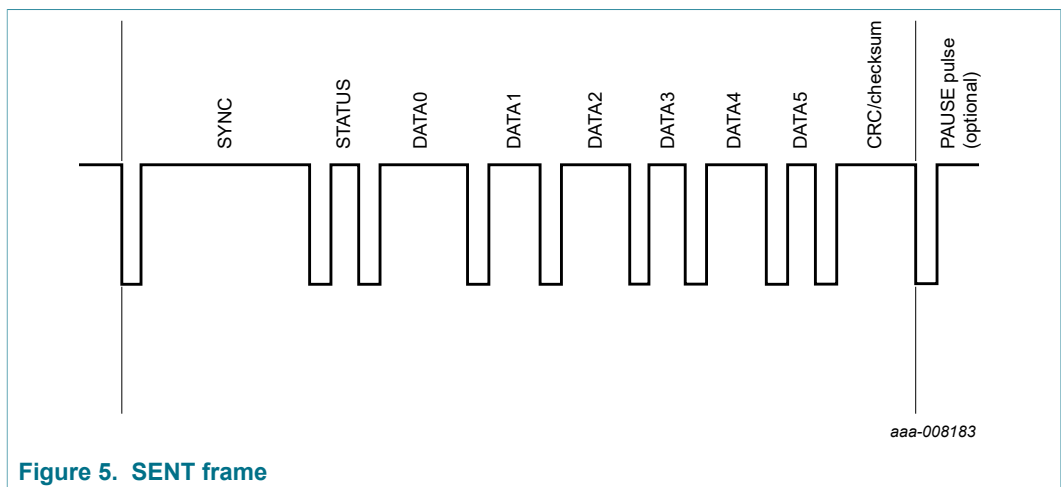 SYNC
STATUS
DATA0
DATA1
DATA2
DATA3
DATA4
DATA5
CRC/checksum
PAUSE pulse
(optional)
aaa-008183
Figure 5. SENT frame